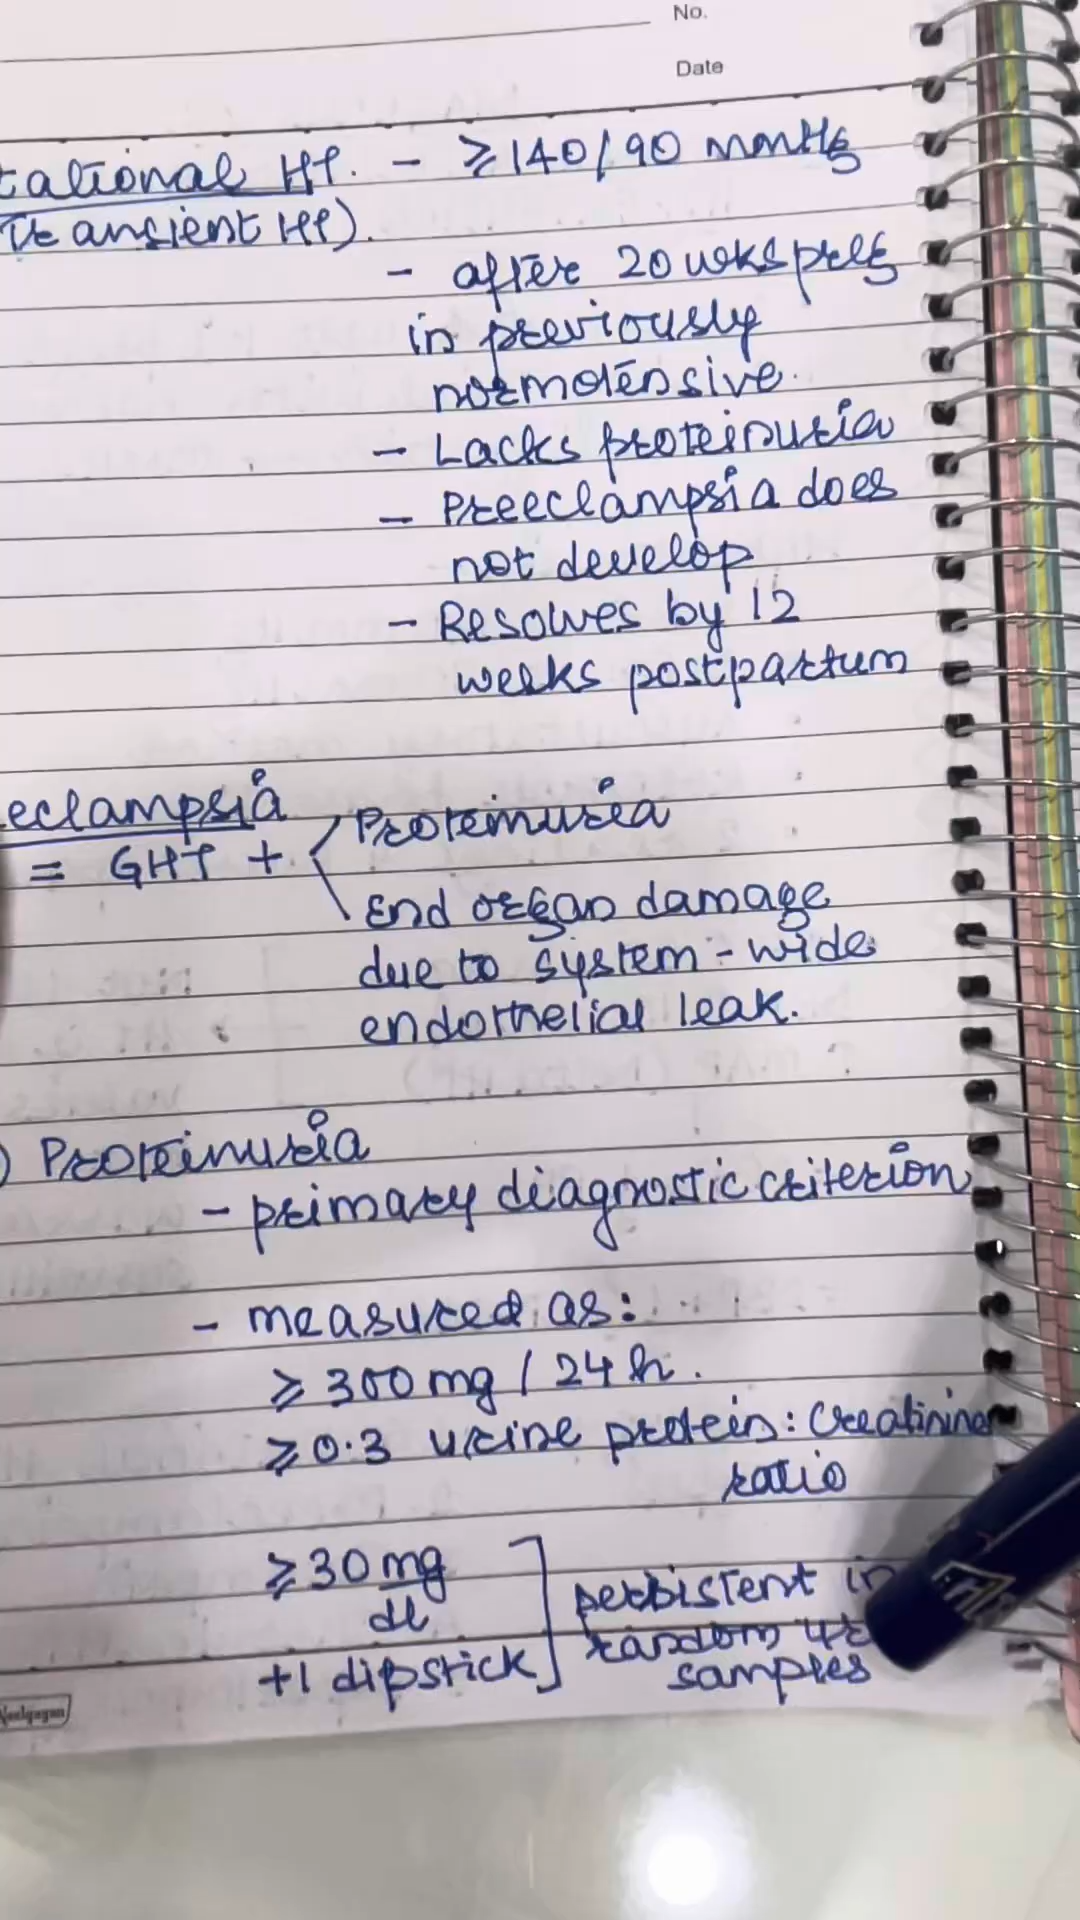 No.
Date
tational HT. - ≥140/90 mmHg
(Transient HT).
- after 20 wks preg
in previously
normotensive.
- Lacks proteinuria
- Preeclampsia does
not develop
- Resolves by 12
weeks postpartum
eclampsia
= GHT + Proteinuria
End organ damage
due to system-wide
endothelial leak.
) Proteinuria
- primary diagnostic criterion
- measured as:
≥ 300 mg / 24 h.
≥ 0.3 urine protein: creatinine
ratio
≥ 30 mg
dl
+1 dipstick
persistent in
random ur
samples
Neelgagan